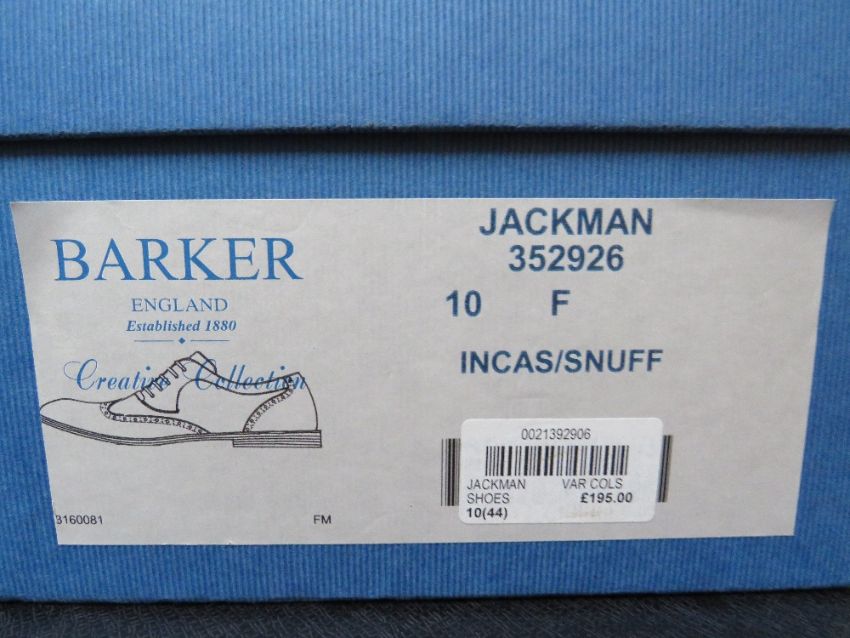 BARKER
ENGLAND
Established 1880
Creative Collection
3160081
FM
JACKMAN
352926
10 F
INCAS/SNUFF
0021392906
JACKMAN VAR COLS
SHOES £195.00
10(44)